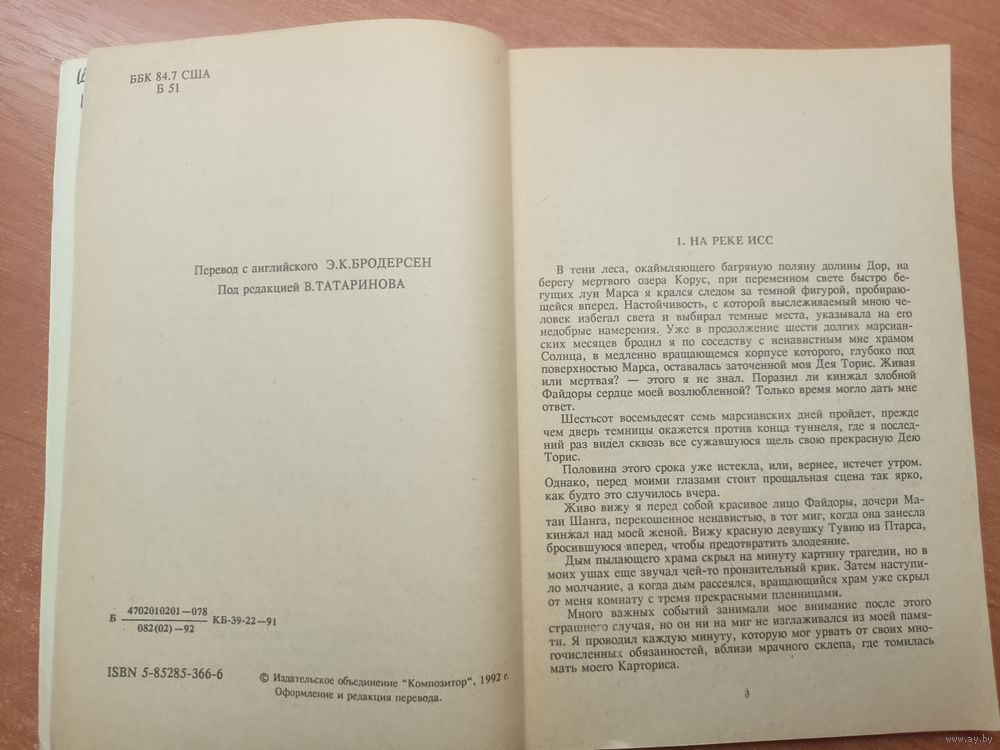 ББК 84.7 США
Б 51
Перевод с английского Э.К.БРОДЕРСЕН
Под редакцией В.ТАТАРИНОВА
Б 4702010201—078 КБ-39-22—91
082(02)—92
ISBN 5-85285-366-6
© Издательское объединение "Композитор", 1992 г.
Оформление и редакция перевода.
1. НА РЕКЕ ИСС
В тени леса, окаймляющего багряную поляну долины Дор, на
берегу мертвого озера Корус, при переменном свете быстро бе-
гущих лун Марса я крался следом за темной фигурой, пробираю-
щейся вперед. Настойчивость, с которой выслеживаемый мною че-
ловек избегал света и выбирал темные места, указывала на его
недобрые намерения. Уже в продолжение шести долгих марсиан-
ских месяцев бродил я по соседству с ненавистным мне храмом
Солнца, в медленно вращающемся корпусе которого, глубоко под
поверхностью Марса, оставалась заточенной моя Дея Торис. Живая
или мертвая? — этого я не знал. Поразил ли кинжал злобной
Файдоры сердце моей возлюбленной? Только время могло дать мне
ответ.
Шестьсот восемьдесят семь марсианских дней пройдет, прежде
чем дверь темницы окажется против конца туннеля, где я послед-
ний раз видел сквозь все сужавшуюся щель свою прекрасную Дею
Торис.
Половина этого срока уже истекла, или, вернее, истечет утром.
Однако, перед моими глазами стоит прощальная сцена так ярко,
как будто это случилось вчера.
Живо вижу я перед собой красивое лицо Файдоры, дочери Ма-
таи Шанга, перекошенное ненавистью, в тот миг, когда она занесла
кинжал над моей женой. Вижу красную девушку Тувию из Птарса,
бросившуюся вперед, чтобы предотвратить злодеяние.
Дым пылающего храма скрыл на минуту картину трагедии, но в
моих ушах еще звучал чей-то пронзительный крик. Затем наступи-
ло молчание, а когда дым рассеялся, вращающийся храм уже скрыл
от меня комнату с тремя прекрасными пленницами.
Много важных событий занимали мое внимание после этого
страшного случая, но он ни на миг не изглаживался из моей памя-
ти. Я проводил каждую минуту, которую мог урвать от своих мно-
гочисленных обязанностей, вблизи мрачного склепа, где томилась
мать моего Карториса.
www.ay.by